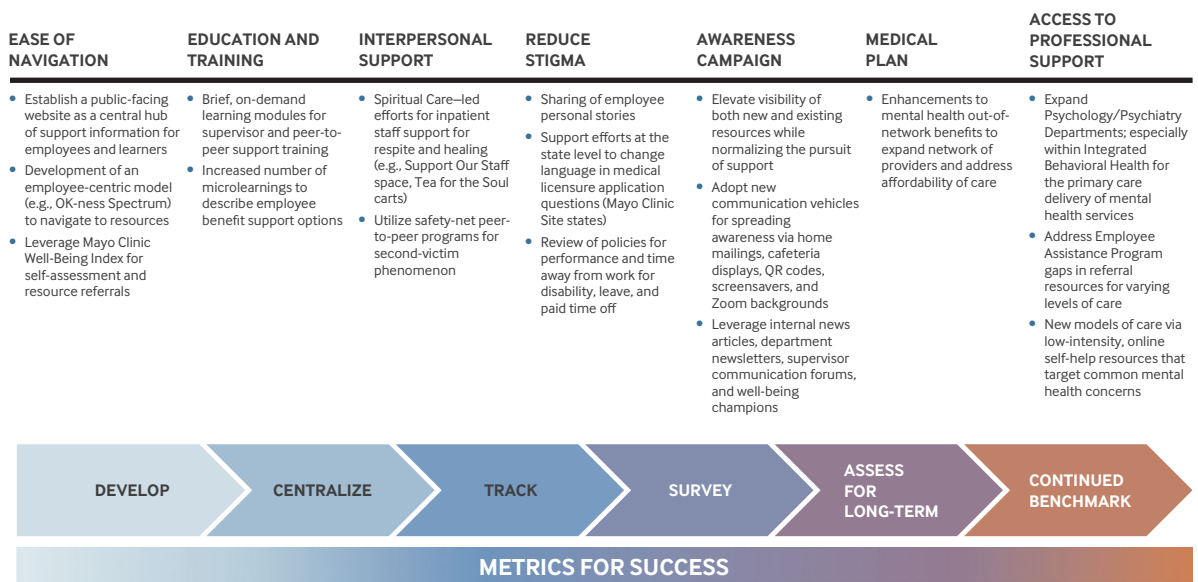 EASE OF
NAVIGATION
• Establish a public-facing
website as a central hub
of support information for
employees and learners
• Development of an
employee-centric model
(e.g., OK-ness Spectrum)
to navigate to resources
• Leverage Mayo Clinic
Well-Being Index for
self-assessment and
resource referrals
EDUCATION AND
TRAINING
• Brief, on-demand
learning modules for
supervisor and peer-to-
peer support training
• Increased number of
microlearnings to
describe employee
benefit support options
INTERPERSONAL
SUPPORT
• Spiritual Care–led
efforts for inpatient
staff support for
respite and healing
(e.g., Support Our Staff
space, Tea for the Soul
carts)
• Utilize safety-net peer-
to-peer programs for
second-victim
phenomenon
REDUCE
STIGMA
• Sharing of employee
personal stories
• Support efforts at the
state level to change
language in medical
licensure application
questions (Mayo Clinic
Site states)
• Review of policies for
performance and time
away from work for
disability, leave, and
paid time off
AWARENESS
CAMPAIGN
• Elevate visibility of
both new and existing
resources while
normalizing the pursuit
of support
• Adopt new
communication vehicles
for spreading
awareness via home
mailings, cafeteria
displays, QR codes,
screensavers, and
Zoom backgrounds
• Leverage internal news
articles, department
newsletters, supervisor
communication forums,
and well-being
champions
MEDICAL
PLAN
• Enhancements to
mental health out-of-
network benefits to
expand network of
providers and address
affordability of care
ACCESS TO
PROFESSIONAL
SUPPORT
• Expand
Psychology/Psychiatry
Departments; especially
within Integrated
Behavioral Health for
the primary care
delivery of mental
health services
• Address Employee
Assistance Program
gaps in referral
resources for varying
levels of care
• New models of care via
low-intensity, online
self-help resources that
target common mental
health concerns
DEVELOP
CENTRALIZE
TRACK
SURVEY
ASSESS
FOR
LONG-TERM
CONTINUED
BENCHMARK
METRICS FOR SUCCESS